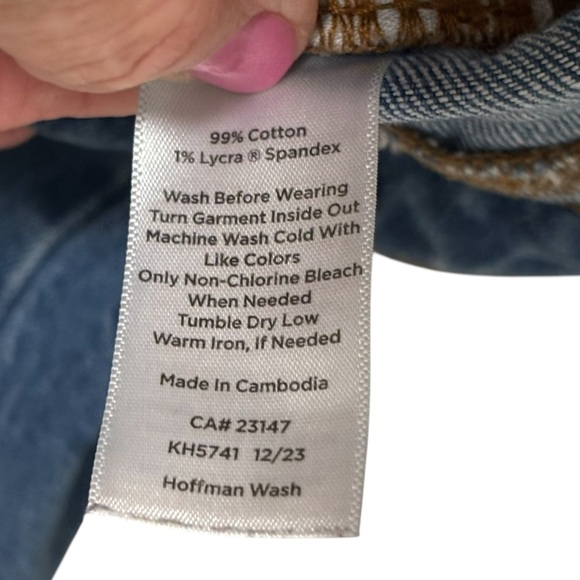 99% Cotton
1% Lycra ® Spandex
Wash Before Wearing
Turn Garment Inside Out
Machine Wash Cold With
Like Colors
Only Non-Chlorine Bleach
When Needed
Tumble Dry Low
Warm Iron, If Needed
Made In Cambodia
CA# 23147
KH5741 12/23
Hoffman Wash